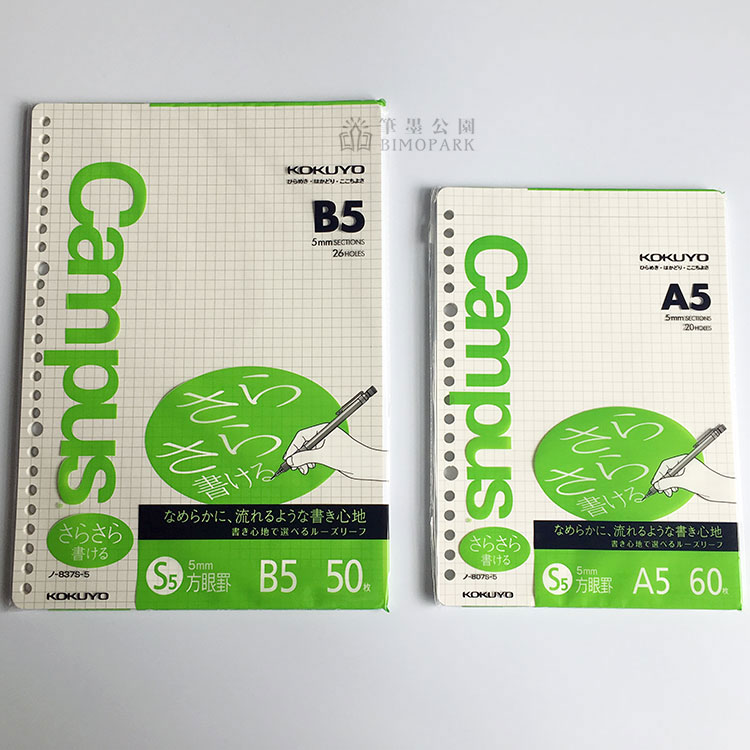 筆墨公園
BIMOPARK
Campus
KOKUYO
ひらめき・はかどり・ここちよさ
B5
5mm SECTIONS
26 HOLES
さらさら
書ける
なめらかに、流れるような書き心地
書き心地で選べるルーズリーフ
さらさら
書ける
ノ-837S-5
KOKUYO
S5
5mm
方眼罫
B5 50枚
Campus
KOKUYO
ひらめき・はかどり・ここちよさ
A5
5mm SECTIONS
20 HOLES
さらさら
書ける
なめらかに、流れるような書き心地
書き心地で選べるルーズリーフ
さらさら
書ける
ノ-807S-5
KOKUYO
S5
5mm
方眼罫
A5 60枚